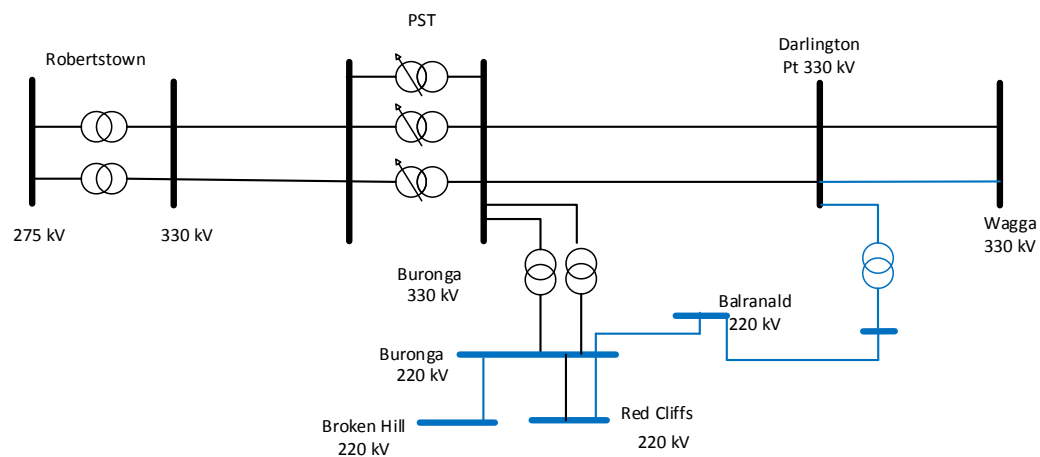 PST
Robertstown
Darlington
Pt 330 kV
275 kV
330 kV
Wagga
330 kV
Buronga
330 kV
Balranald
220 kV
Buronga
220 kV
Broken Hill
220 kV
Red Cliffs
220 kV